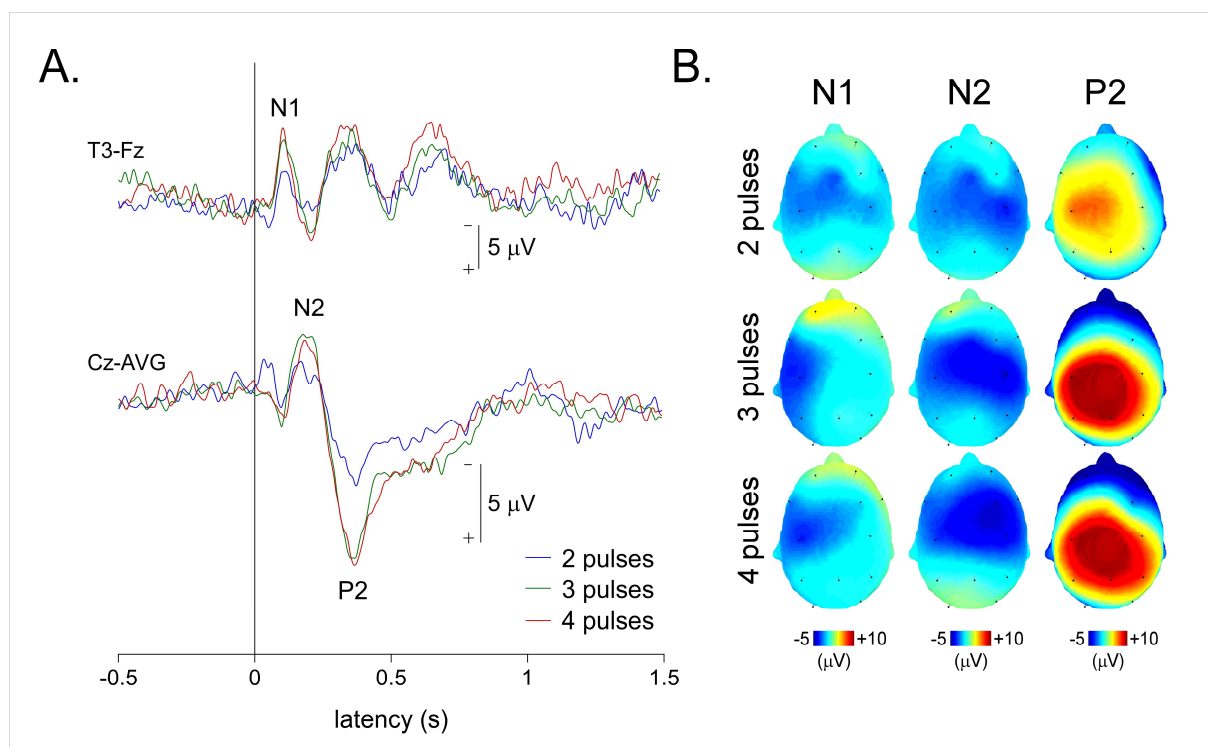 A.
N1
T3-Fz
-
5 μV
+
N2
Cz-AVG
-
5 μV
+
P2
2 pulses
3 pulses
4 pulses
-0.5 0 0.5 1 1.5
latency (s)
B.
N1 N2 P2
2 pulses
3 pulses
4 pulses
-5 +10 -5 +10 -5 +10
(μV) (μV) (μV)